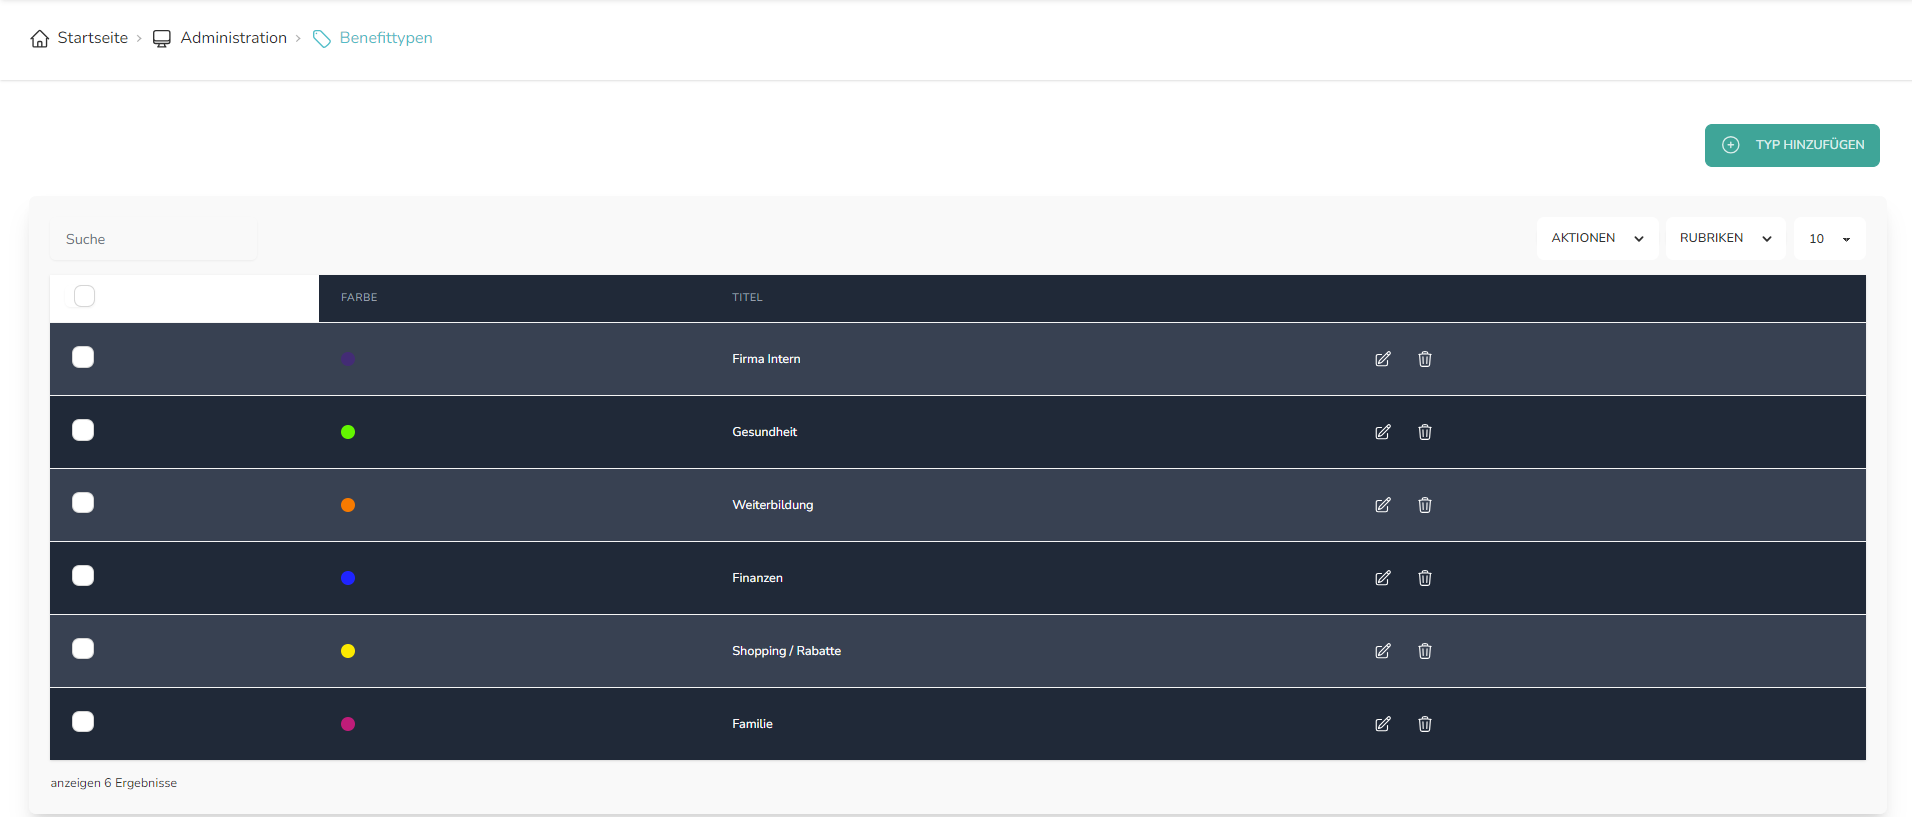 Startseite Administration Benefittypen
TYP HINZUFÜGEN
Suche AKTIONEN RUBRIKEN 10
FARBE TITEL
Firma Intern
Gesundheit
Weiterbildung
Finanzen
Shopping / Rabatte
Familie
anzeigen 6 Ergebnisse